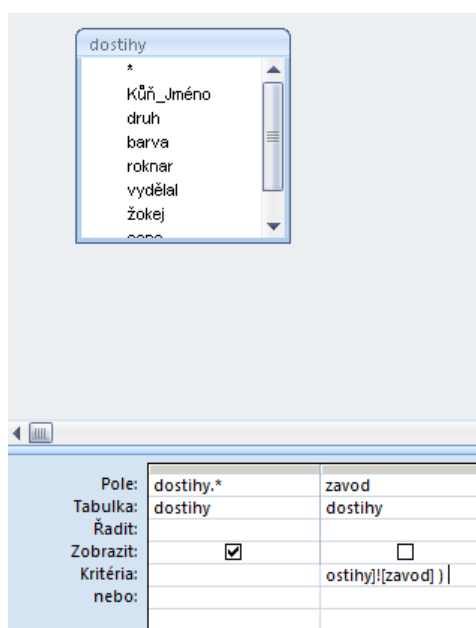 dostihy
*
Kůň_Jméno
druh
barva
roknar
vydělal
žokej
Pole: dostihy.* zavod
Tabulka: dostihy dostihy
Řadit:
Zobrazit:
Kritéria: ostihy]![zavod] )
nebo: